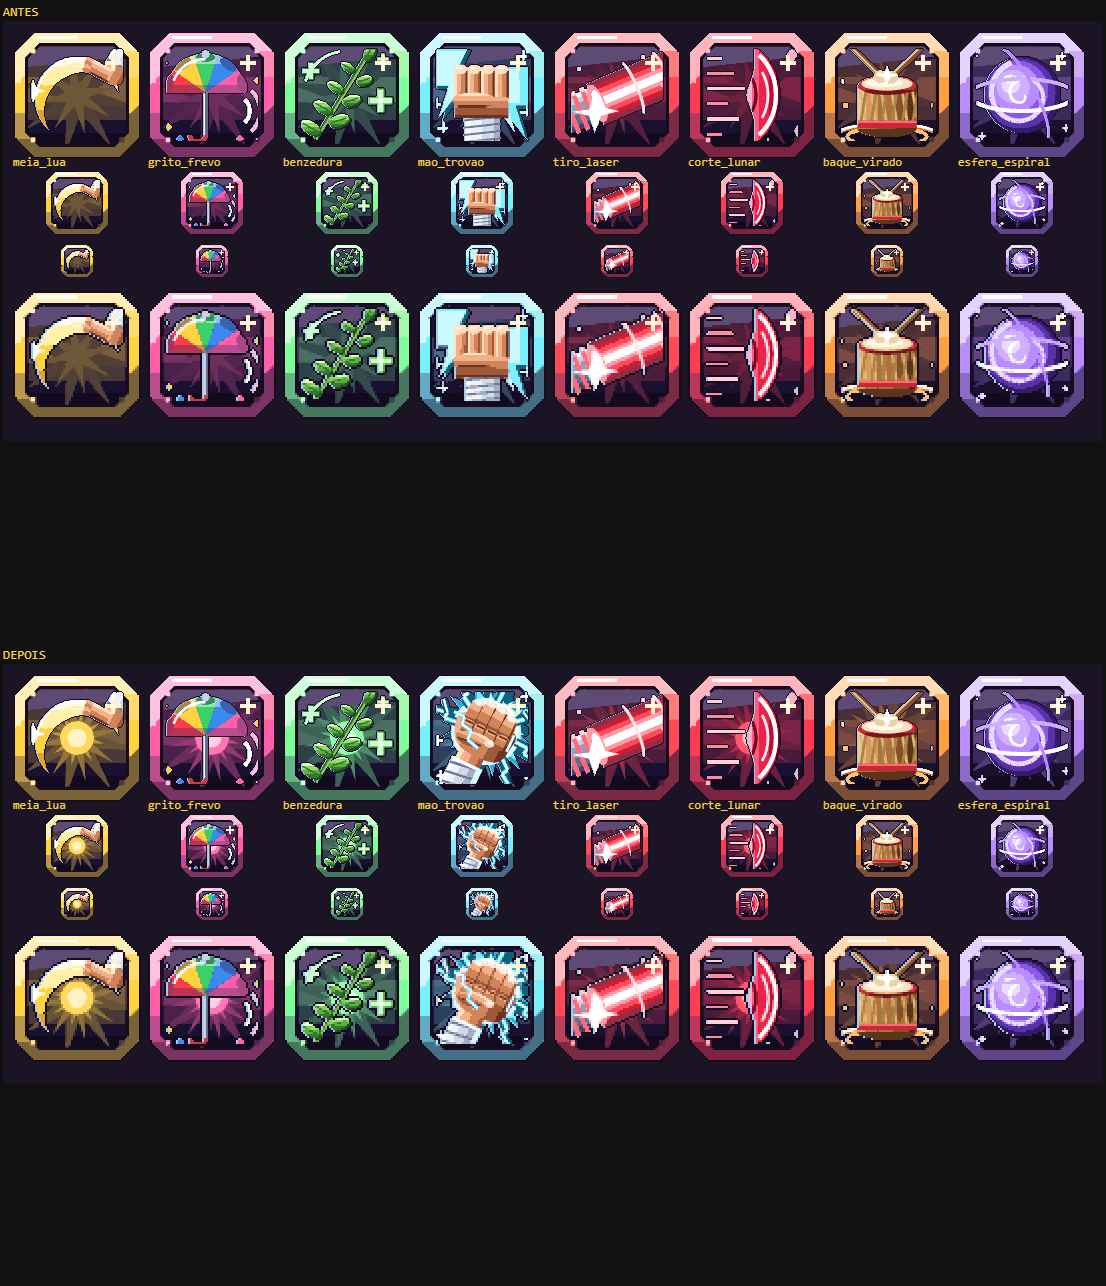 ANTES
meia_lua grito_frevo benzedura mao_trovao tiro_laser corte_lunar baque_virado esfera_espiral
DEPOIS
meia_lua grito_frevo benzedura mao_trovao tiro_laser corte_lunar baque_virado esfera_espiral